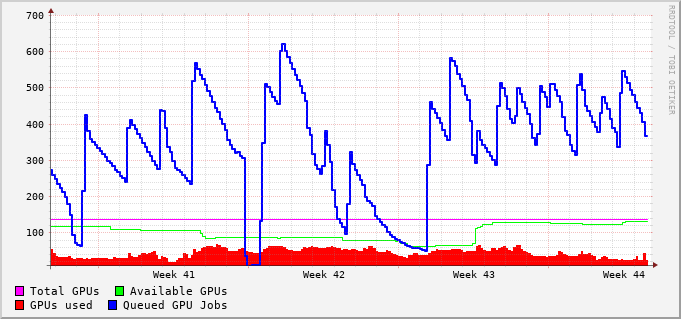 700
600
500
400
300
200
100
Week 41 Week 42 Week 43 Week 44
Total GPUs Available GPUs
GPUs used Queued GPU Jobs
RRDTOOL / TOBI OETIKER